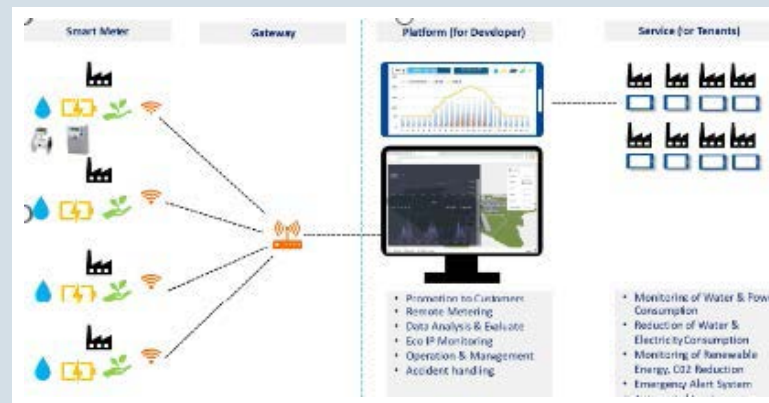 Smart Meter
Gateway
Platform (for Developer)
Service (for Tenants)
• Promotion to Customers
• Remote Metering
• Data Analysis & Evaluate
• Eco IP Monitoring
• Operation & Management
• Accident handling
• Monitoring of Water & Powe
Consumption
• Reduction of Water &
Electricity Consumption
• Monitoring of Renewable
Energy, CO2 Reduction
• Emergency Alert System